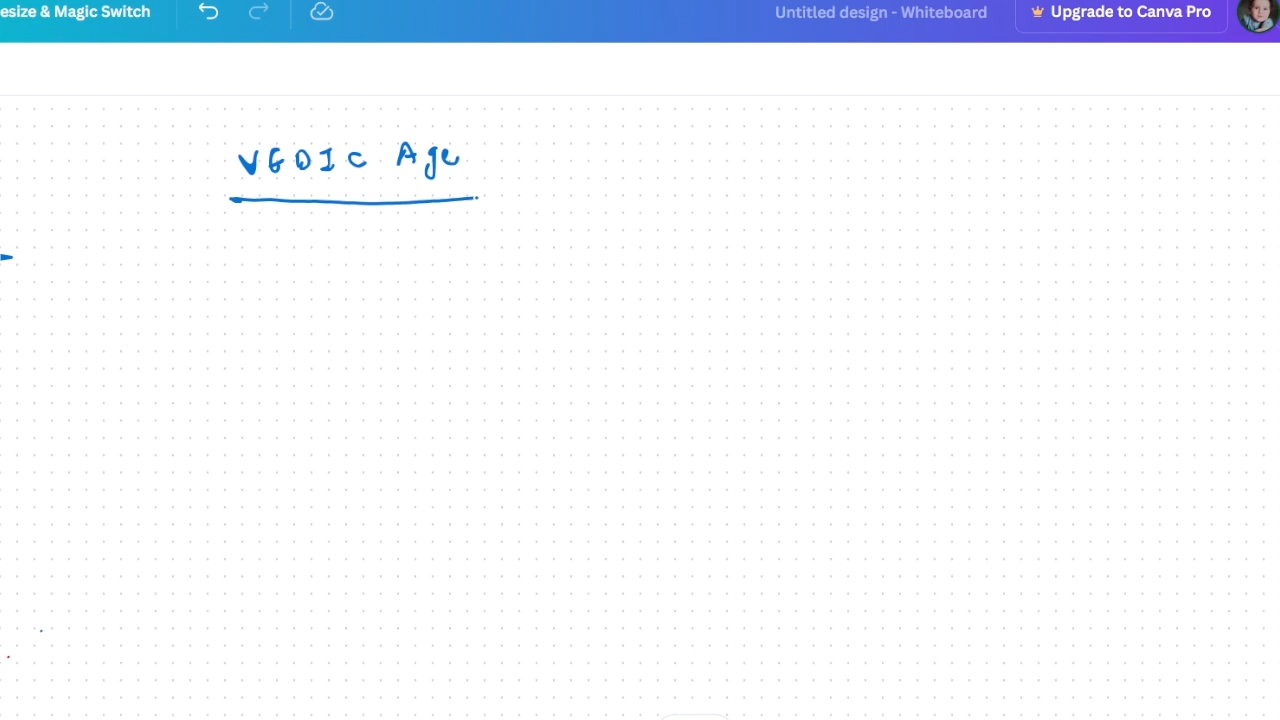 esize & Magic Switch
Untitled design - Whiteboard
Upgrade to Canva Pro
VEDIC Age